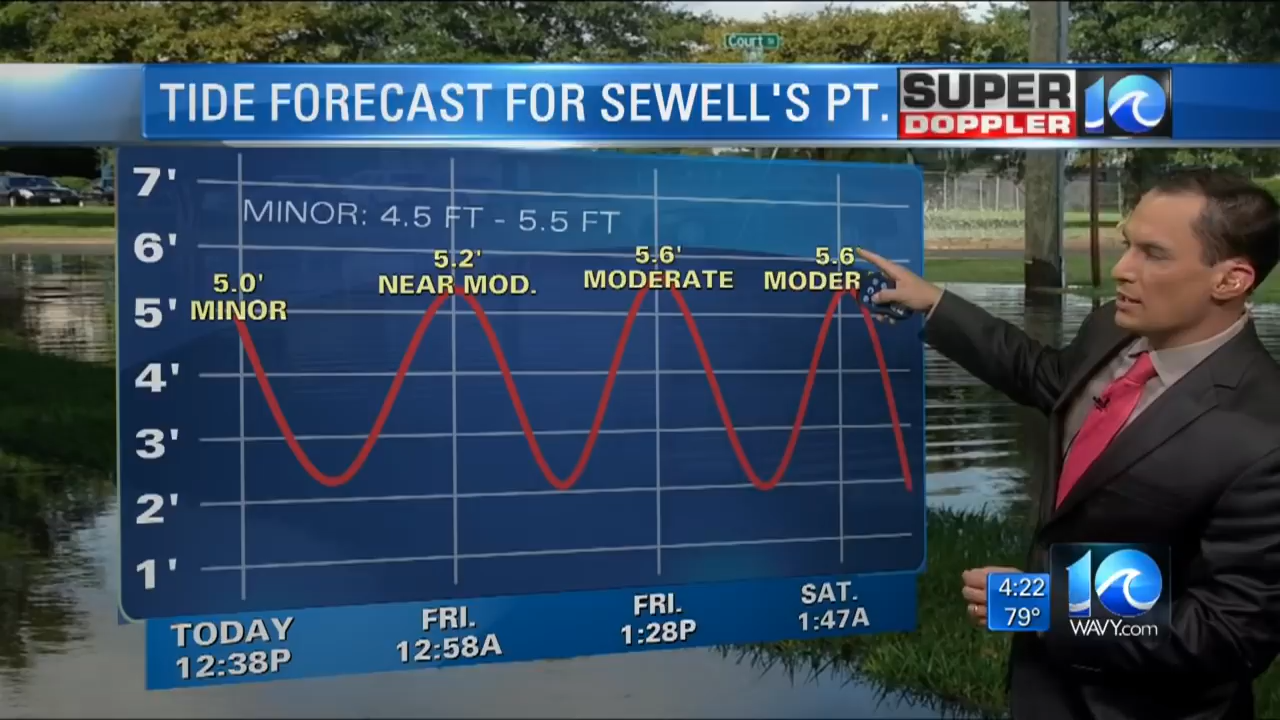 Court St
TIDE FORECAST FOR SEWELL'S PT.
SUPER
DOPPLER
10
7'
MINOR: 4.5 FT - 5.5 FT
6'
5.0'
MINOR
5.2'
NEAR MOD.
5.6'
MODERATE
5.6'
MODER
5'
4'
3'
2'
1'
TODAY
12:38P
FRI.
12:58A
FRI.
1:28P
SAT.
1:47A
4:22
79°
10
WAVY.com